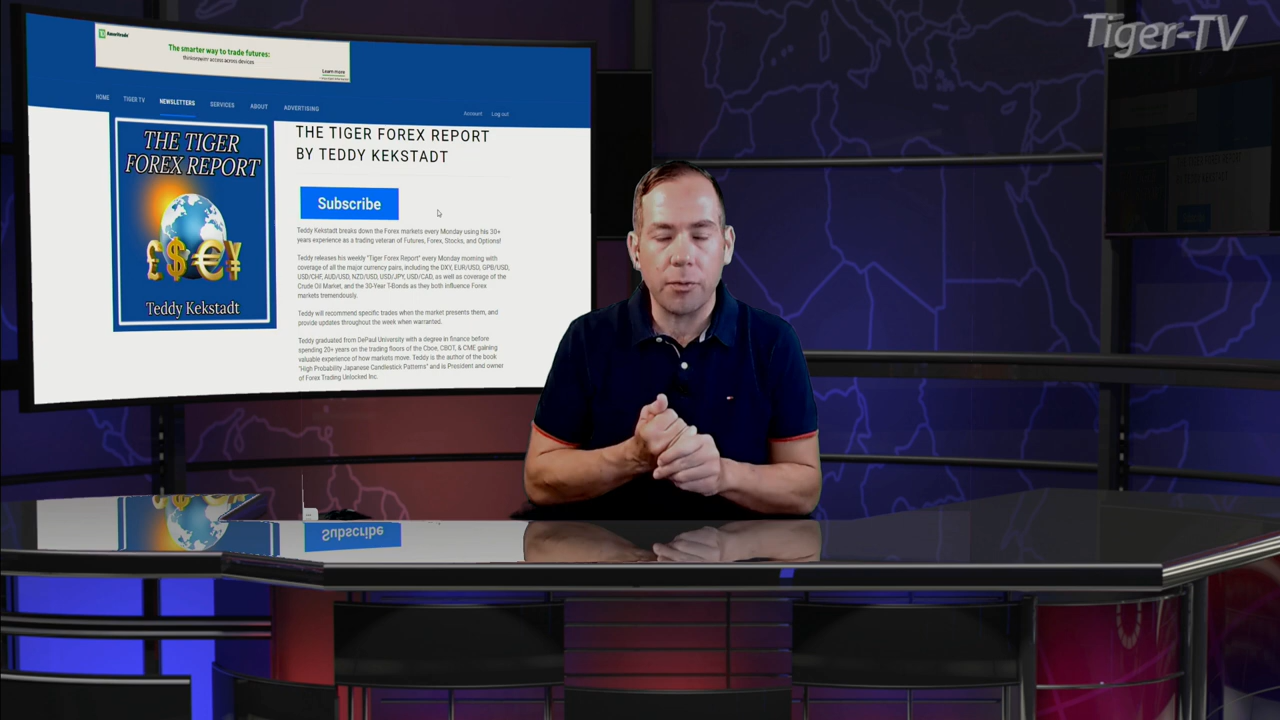 Tiger-TV
Ameritrade
The smarter way to trade futures:
thinkorswim access across devices
Learn more
HOME TIGER TV NEWSLETTERS SERVICES ABOUT ADVERTISING
Account Log out
THE TIGER
FOREX REPORT
£$€¥
Teddy Kekstadt
THE TIGER FOREX REPORT
BY TEDDY KEKSTADT
Subscribe
Teddy Kekstadt breaks down the Forex markets every Monday using his 30+
years experience as a trading veteran of Futures, Forex, Stocks, and Options!
Teddy releases his weekly "Tiger Forex Report" every Monday morning with
coverage of all the major currency pairs, including the DXY, EUR/USD, GPB/USD,
USD/CHF, AUD/USD, NZD/USD, USD/JPY, USD/CAD, as well as coverage of the
Crude Oil Market, and the 30-Year T-Bonds as they both influence Forex
markets tremendously.
Teddy will recommend specific trades when the market presents them, and
provide updates throughout the week when warranted.
Teddy graduated from DePaul University with a degree in finance before
spending 20+ years on the trading floors of the Cboe, CBOT, & CME gaining
valuable experience of how markets move. Teddy is the author of the book
"High Probability Japanese Candlestick Patterns" and is President and owner
of Forex Trading Unlocked Inc.
Subscribe